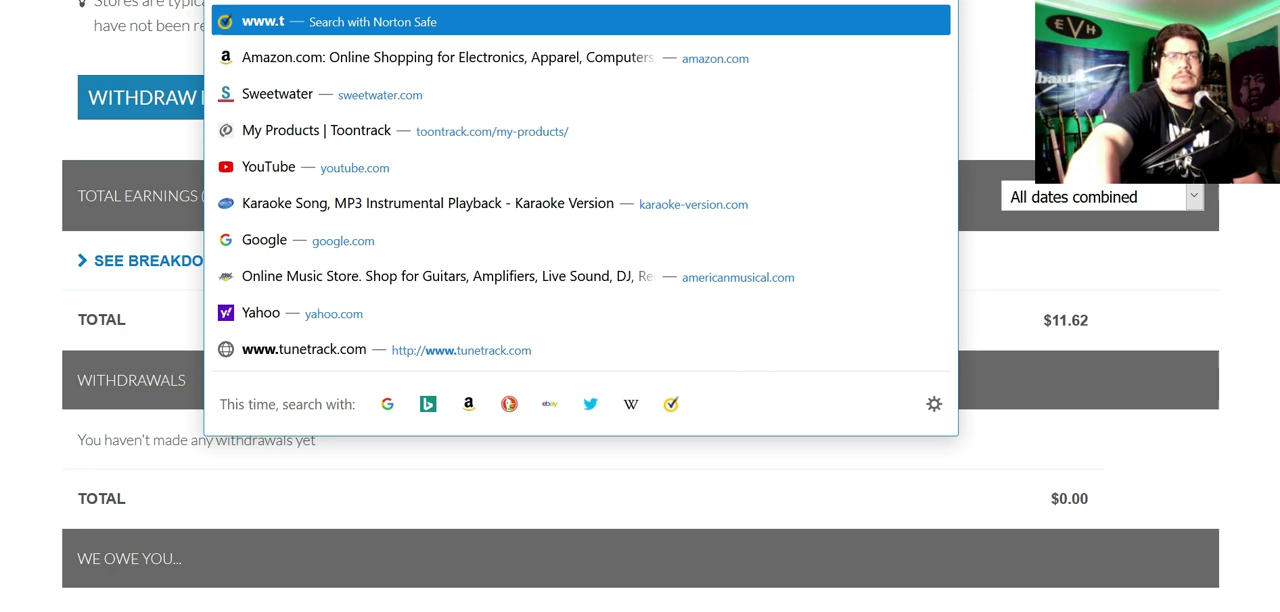 Stores are typica
have not been re
WITHDRAW
www.t — Search with Norton Safe
Amazon.com: Online Shopping for Electronics, Apparel, Computers, — amazon.com
Sweetwater — sweetwater.com
My Products | Toontrack — toontrack.com/my-products/
YouTube — youtube.com
Karaoke Song, MP3 Instrumental Playback - Karaoke Version — karaoke-version.com
Google — google.com
Online Music Store. Shop for Guitars, Amplifiers, Live Sound, DJ, Re — americanmusical.com
Yahoo — yahoo.com
www.tunetrack.com — http://www.tunetrack.com
This time, search with:
EVH
TOTAL EARNINGS (
All dates combined
SEE BREAKDO
TOTAL $11.62
WITHDRAWALS
You haven't made any withdrawals yet
TOTAL $0.00
WE OWE YOU...